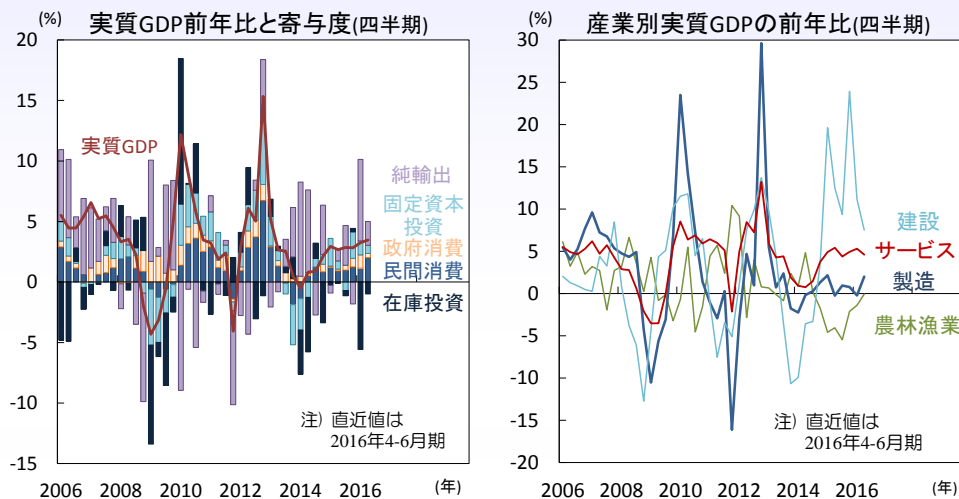 実質GDP前年比と寄与度(四半期)
(%)
20
15
10
5
0
-5
-10
-15
実質GDP
純輸出
固定資本
投資
政府消費
民間消費
在庫投資
注) 直近値は
2016年4-6月期
2006
2008
2010
2012
2014
2016
(年)
産業別実質GDPの前年比(四半期)
(%)
30
25
20
15
10
5
0
-5
-10
-15
-20
建設
サービス
製造
農林漁業
注) 直近値は
2016年4-6月期
2006
2008
2010
2012
2014
2016
(年)